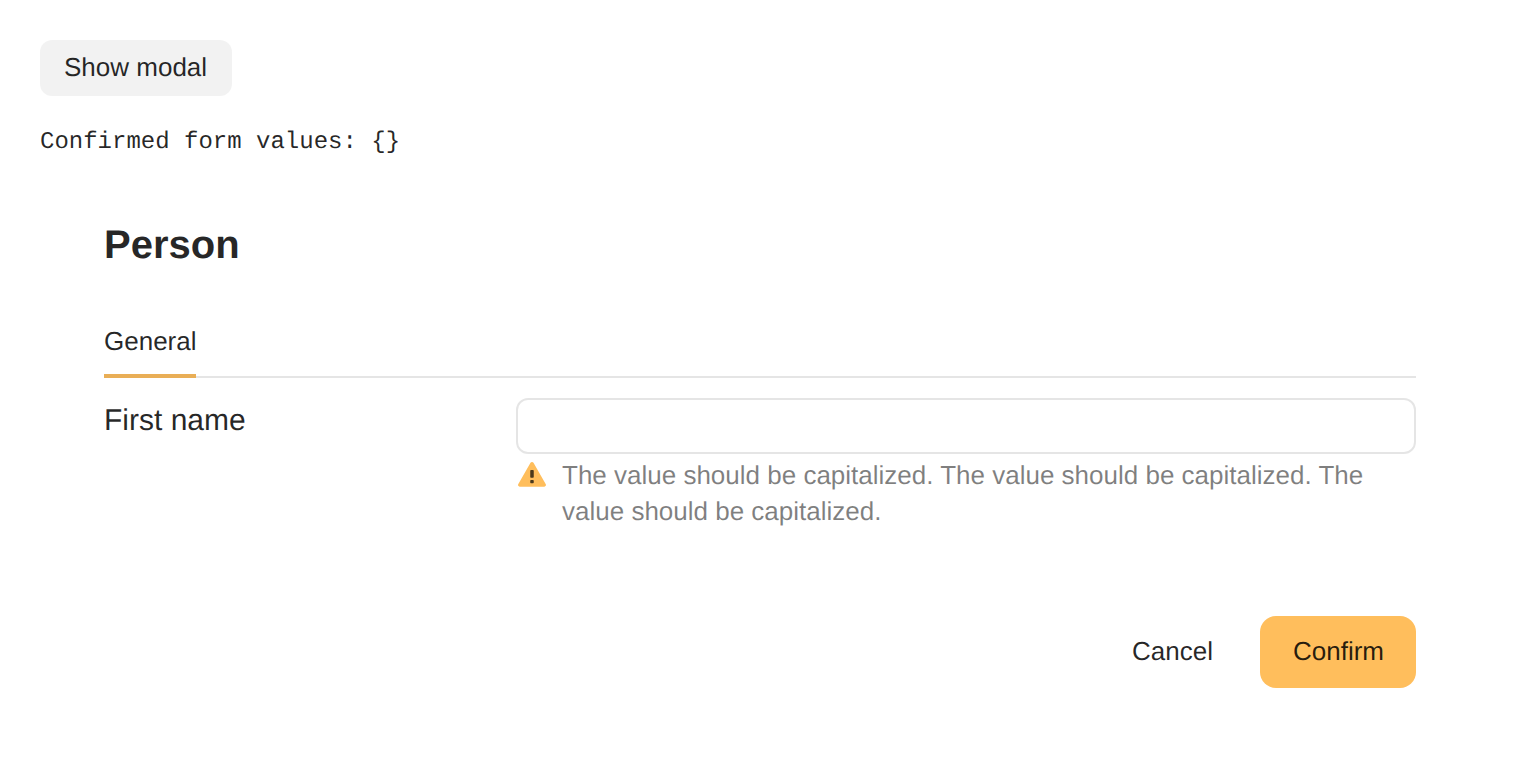 Show modal
Confirmed form values: {}
Person
General
First name
The value should be capitalized. The value should be capitalized. The
value should be capitalized.
Cancel
Confirm